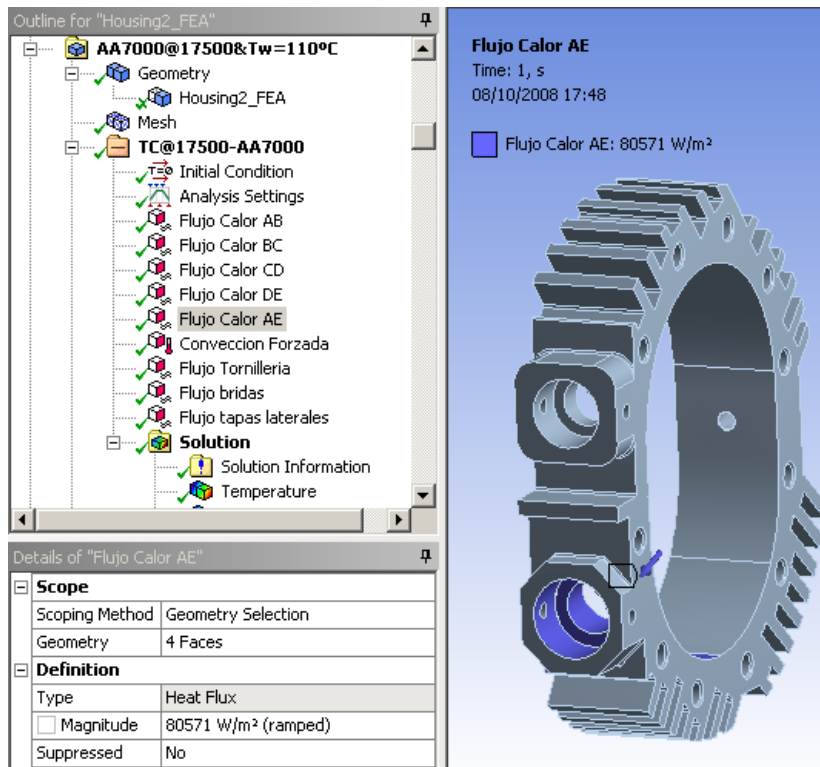 Outline for "Housing2_FEA"
AA7000@17500&Tw=110ºC
Geometry
Housing2_FEA
Mesh
TC@17500-AA7000
T=0
Initial Condition
Analysis Settings
Flujo Calor AB
Flujo Calor BC
Flujo Calor CD
Flujo Calor DE
Flujo Calor AE
Conveccion Forzada
Flujo Tornilleria
Flujo bridas
Flujo tapas laterales
Solution
Solution Information
Temperature
Details of "Flujo Calor AE"
Scope
Scoping Method Geometry Selection
Geometry 4 Faces
Definition
Type Heat Flux
Magnitude 80571 W/m² (ramped)
Suppressed No
Flujo Calor AE
Time: 1, s
08/10/2008 17:48
Flujo Calor AE: 80571 W/m²